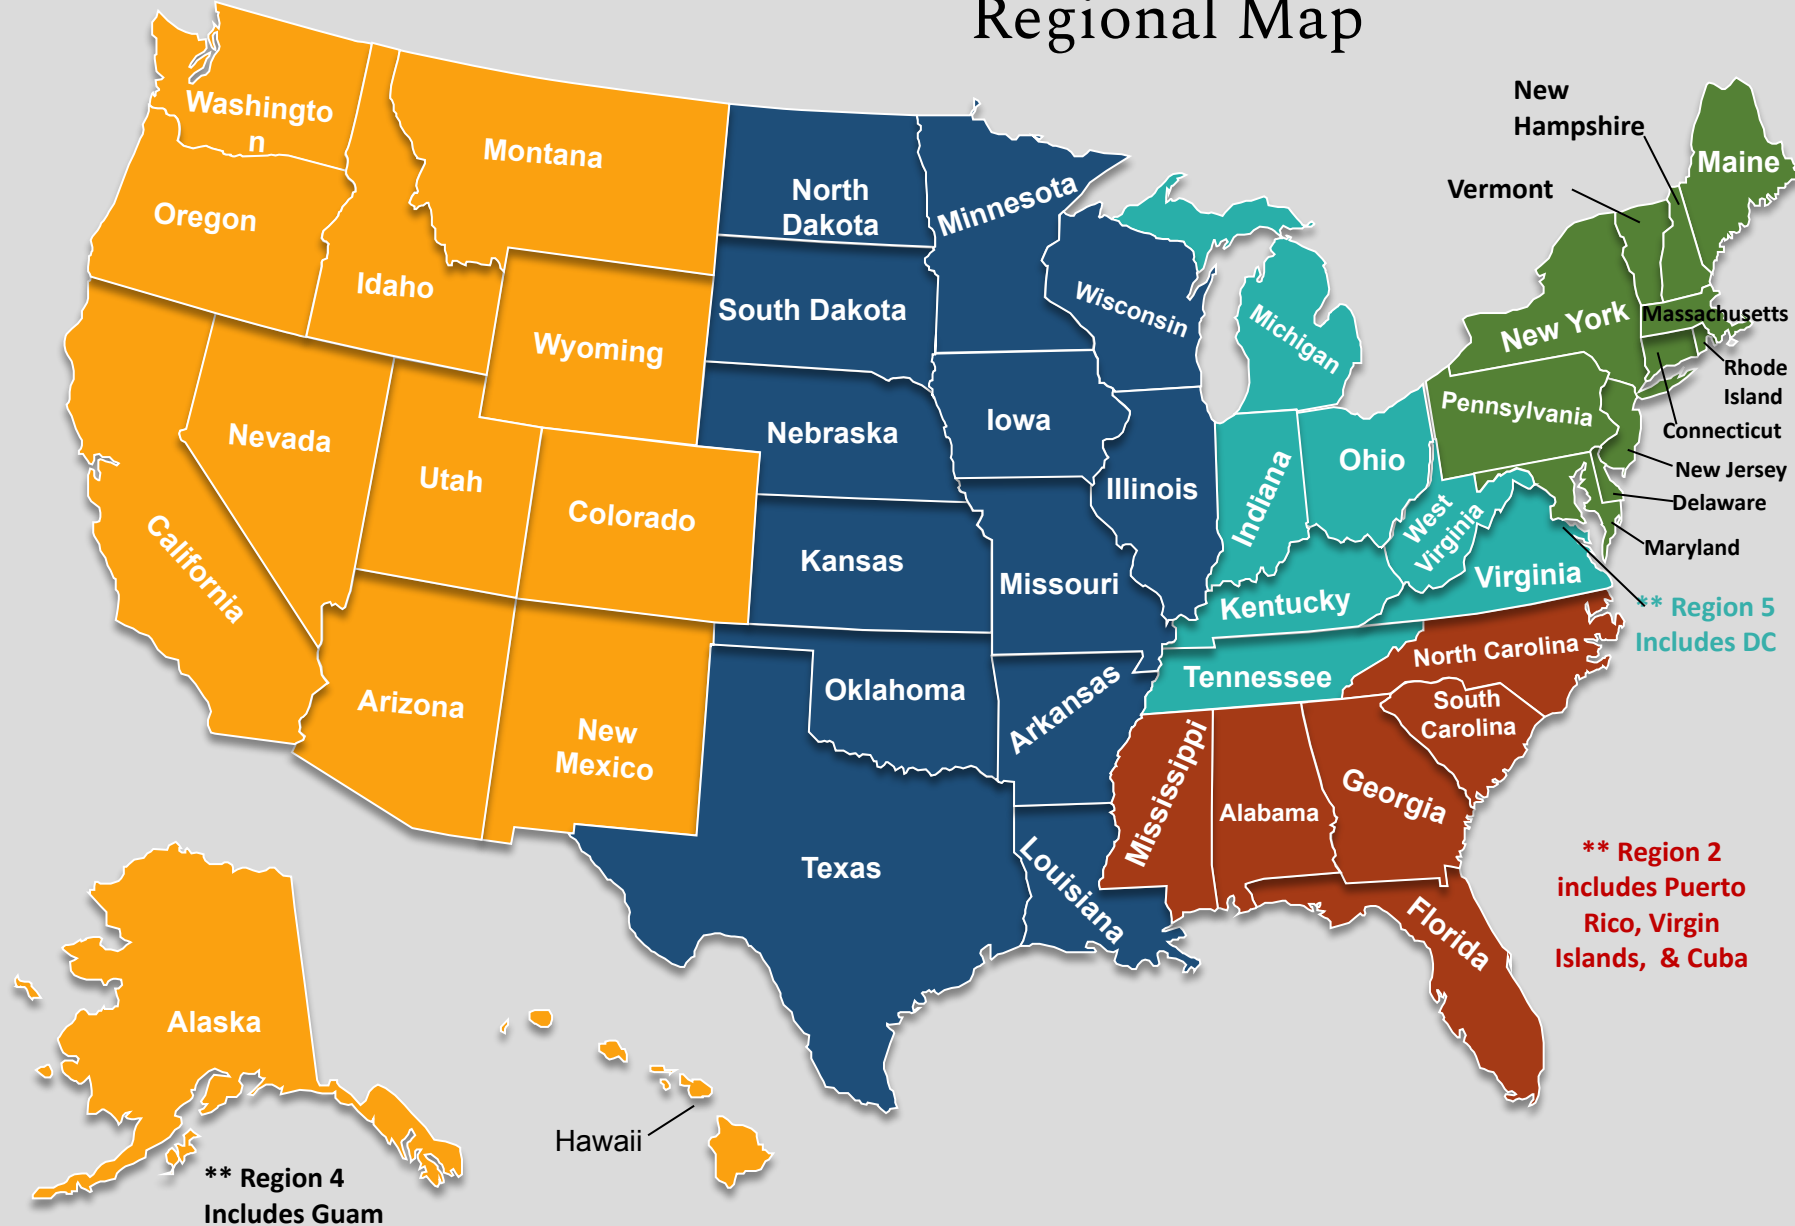 Regional Map
Washingto
n
Montana
North
Dakota
Minnesota
New
Hampshire
Maine
Vermont
Oregon
Idaho
Wyoming
South Dakota
Wisconsin
Michigan
New York
Massachusetts
Rhode
Island
Connecticut
New Jersey
Delaware
Maryland
Pennsylvania
Nevada
Utah
Colorado
Nebraska
Iowa
Illinois
Indiana
Ohio
West
Virginia
Virginia
California
Kansas
Missouri
Kentucky
** Region 5
Includes DC
Arizona
New
Mexico
Oklahoma
Arkansas
Tennessee
North Carolina
South
Carolina
Texas
Louisiana
Mississippi
Alabama
Georgia
Florida
** Region 2
includes Puerto
Rico, Virgin
Islands,  & Cuba
Alaska
Hawaii
** Region 4
Includes Guam